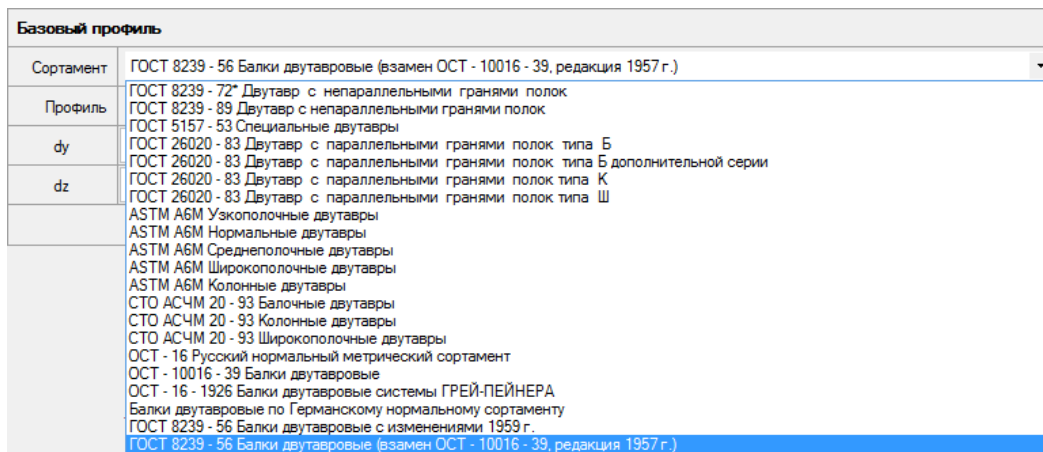 Базовый профиль
Сортамент ГОСТ 8239 - 56 Балки двутавровые (взамен ОСТ - 10016 - 39, редакция 1957 г.)
ГОСТ 8239 - 72* Двутавр с непараллельными гранями полок
Профиль ГОСТ 8239 - 89 Двутавр с непараллельными гранями полок
ГОСТ 5157 - 53 Специальные двутавры
dy ГОСТ 26020 - 83 Двутавр с параллельными гранями полок типа Б
ГОСТ 26020 - 83 Двутавр с параллельными гранями полок типа Б дополнительной серии
dz ГОСТ 26020 - 83 Двутавр с параллельными гранями полок типа К
ГОСТ 26020 - 83 Двутавр с параллельными гранями полок типа Ш
ASTM A6M Узкополочные двутавры
ASTM A6M Нормальные двутавры
ASTM A6M Среднеполочные двутавры
ASTM A6M Широкополочные двутавры
ASTM A6M Колонные двутавры
СТО АСЧМ 20 - 93 Балочные двутавры
СТО АСЧМ 20 - 93 Колонные двутавры
СТО АСЧМ 20 - 93 Широкополочные двутавры
ОСТ - 16 Русский нормальный метрический сортамент
ОСТ - 10016 - 39 Балки двутавровые
ОСТ - 16 - 1926 Балки двутавровые системы ГРЕЙ-ПЕЙНЕРА
Балки двутавровые по Германскому нормальному сортаменту
ГОСТ 8239 - 56 Балки двутавровые с изменениями 1959 г.
ГОСТ 8239 - 56 Балки двутавровые (взамен ОСТ - 10016 - 39, редакция 1957 г.)